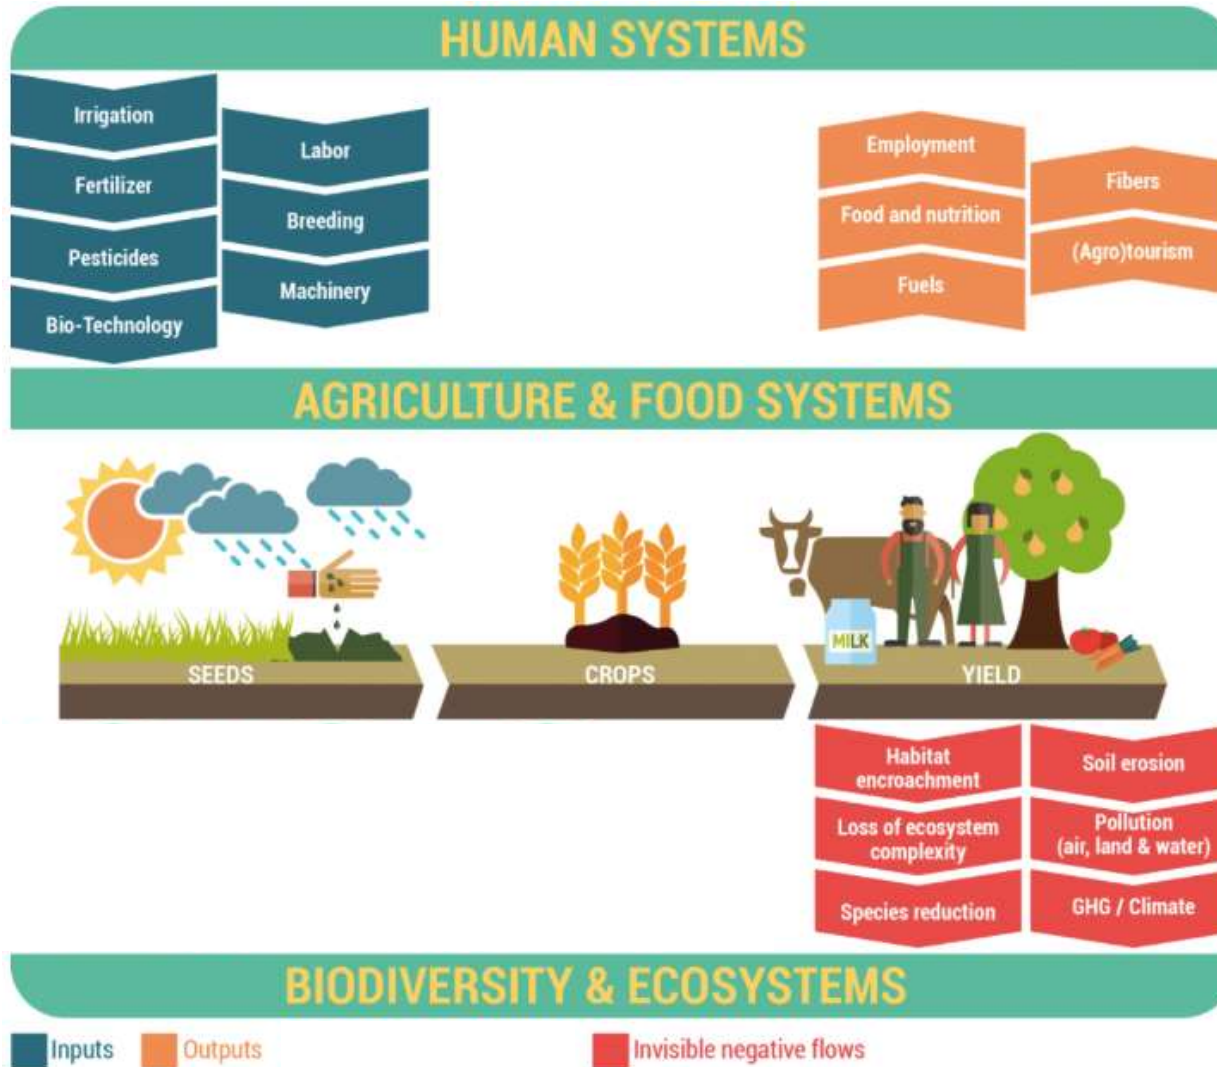 HUMAN SYSTEMS
Irrigation
Fertilizer
Pesticides
Bio-Technology
Labor
Breeding
Machinery
Employment
Food and nutrition
Fuels
Fibers
(Agro)tourism
AGRICULTURE & FOOD SYSTEMS
MILK
SEEDS
CROPS
YIELD
Habitat
encroachment
Loss of ecosystem
complexity
Species reduction
Soil erosion
Pollution
(air, land & water)
GHG / Climate
BIODIVERSITY & ECOSYSTEMS
Inputs
Outputs
Invisible negative flows